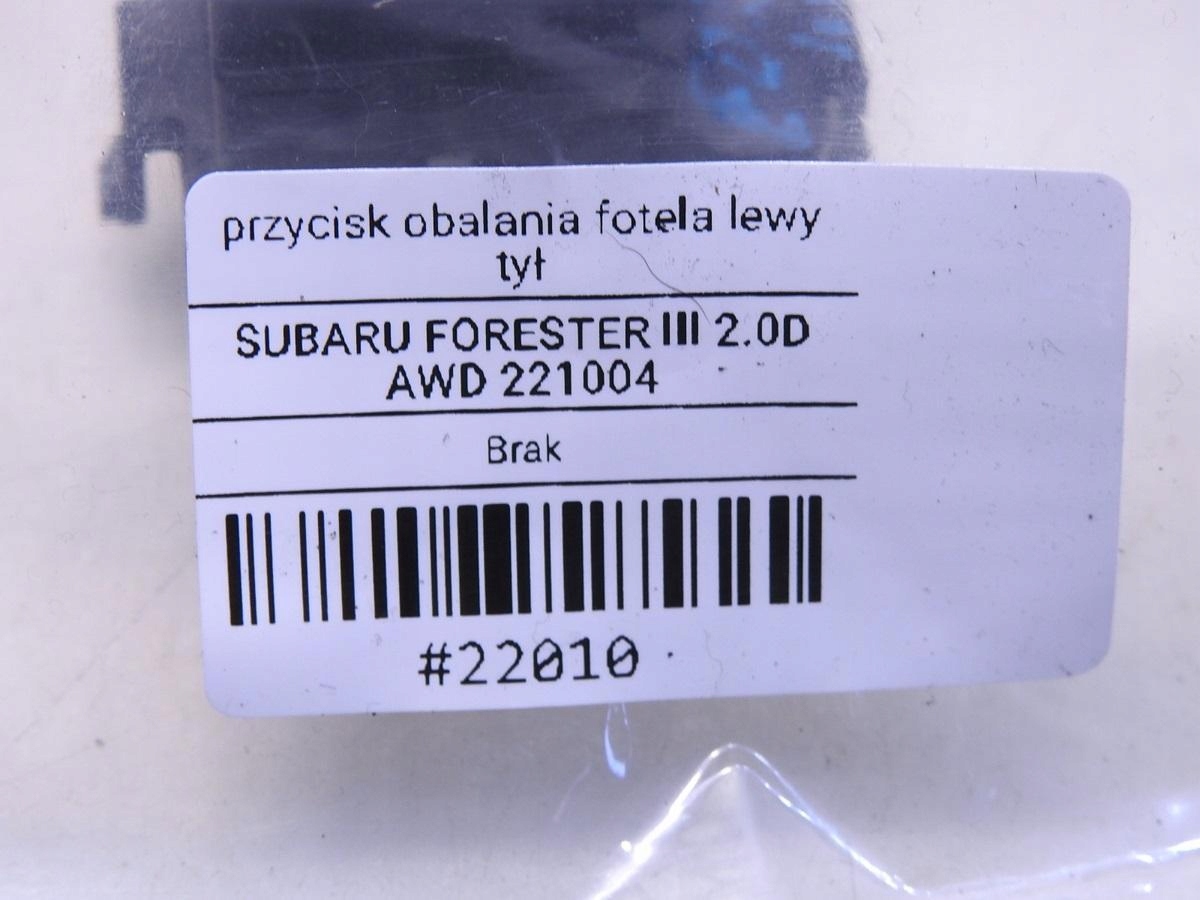 przycisk obalania fotela lewy
tył
SUBARU FORESTER III 2.0D
AWD 221004
Brak
#22010